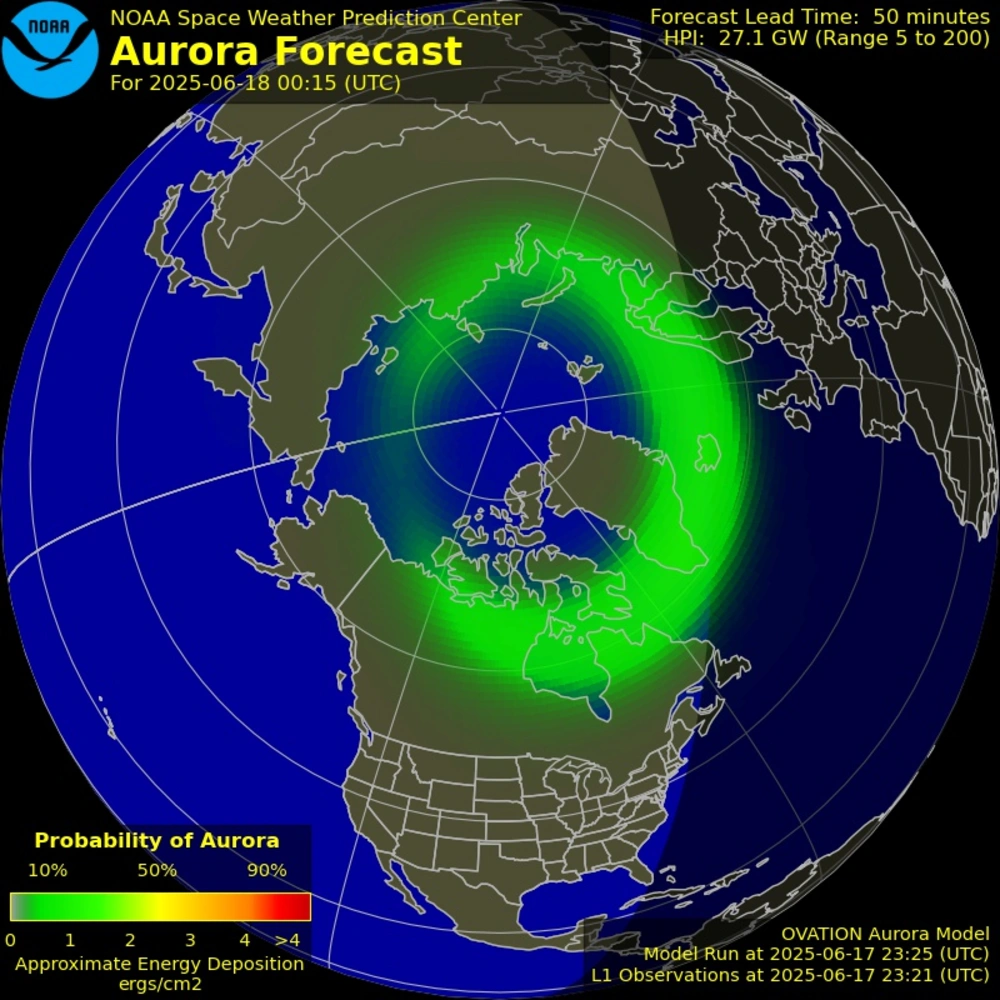 NOAA
NOAA Space Weather Prediction Center
Aurora Forecast
For 2025-06-18 00:15 (UTC)
Forecast Lead Time: 50 minutes
HPI: 27.1 GW (Range 5 to 200)
Probability of Aurora
10% 50% 90%
0 1 2 3 4 >4
Approximate Energy Deposition
ergs/cm2
OVATION Aurora Model
Model Run at 2025-06-17 23:25 (UTC)
L1 Observations at 2025-06-17 23:21 (UTC)